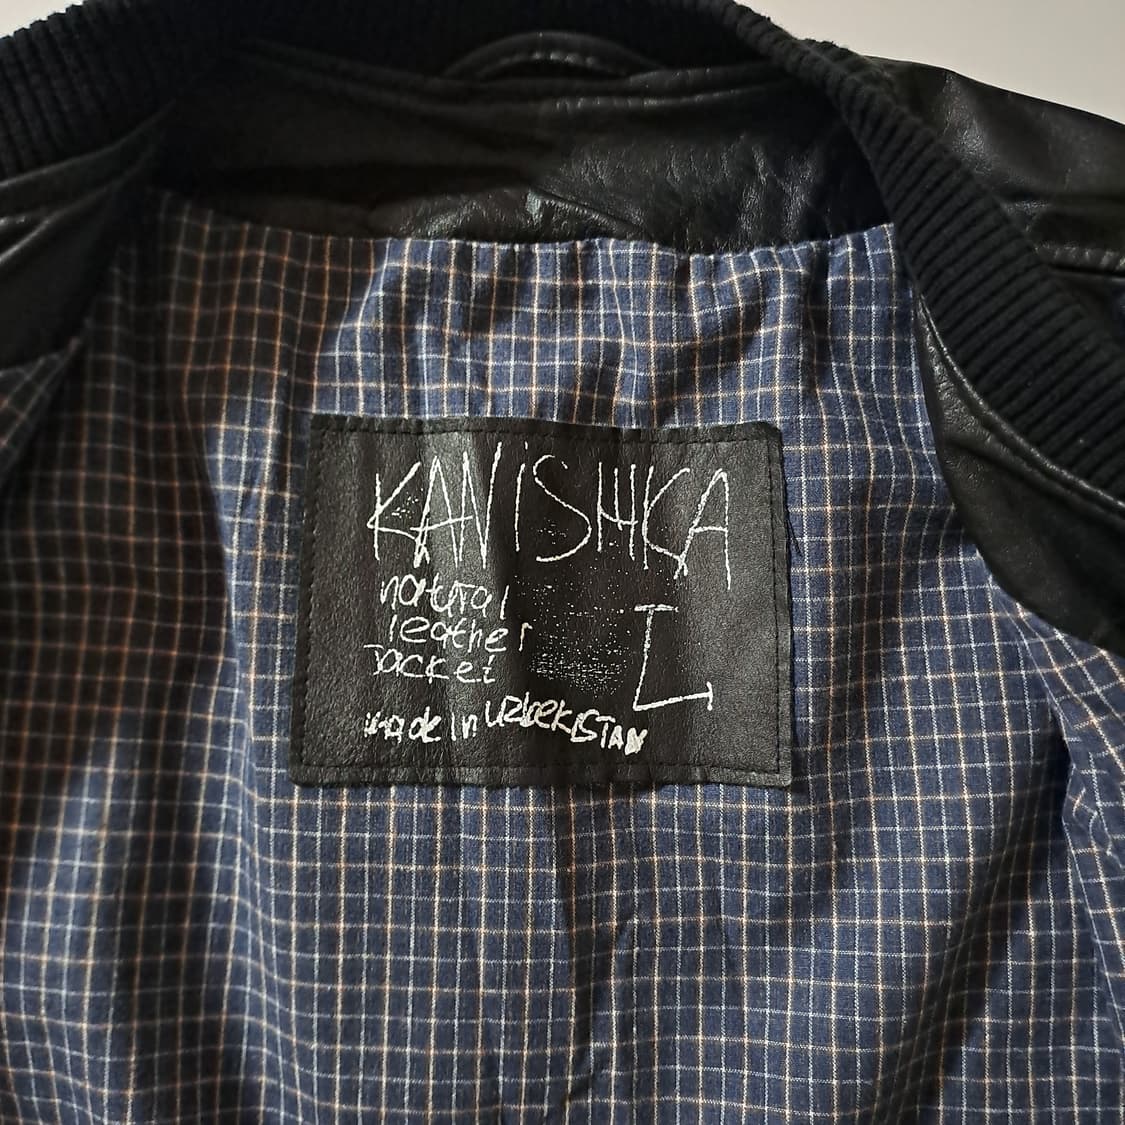 KANiSHKA
natural
leather
Jacket
L
made in UZbekISTAN